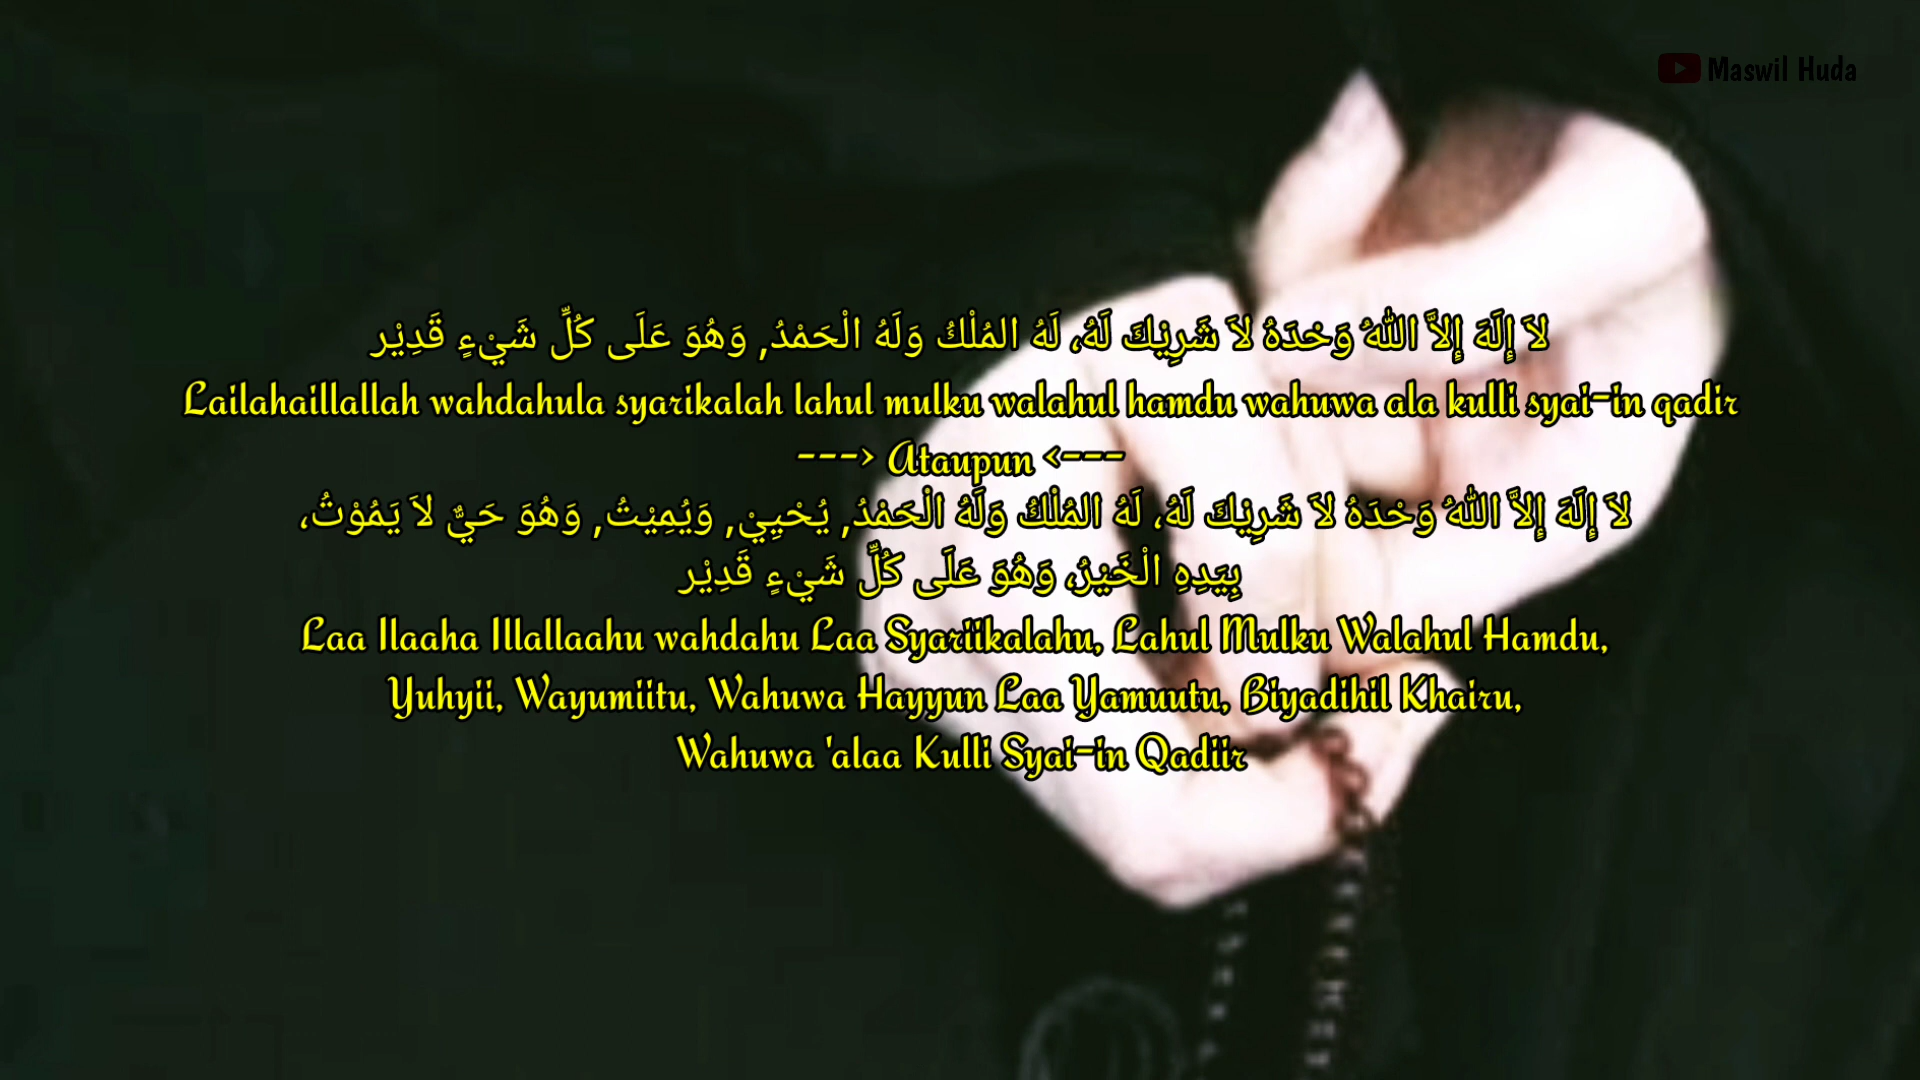 Maswil Huda
لاَ إِلَهَ إِلاَّ اللهُ وَحْدَهُ لاَ شَرِيْكَ لَهُ، لَهُ المُلْكُ وَلَهُ الْحَمْدُ, وَهُوَ عَلَى كُلِّ شَيْءٍ قَدِيْر
Lailahaillallah wahdahula syarikalah lahul mulku walahul hamdu wahuwa ala kulli syai-in qadir
---> Ataupun <---
لاَ إِلَهَ إِلاَّ اللهُ وَحْدَهُ لاَ شَرِيْكَ لَهُ، لَهُ المُلْكُ وَلَهُ الْحَمْدُ, يُحْيِيْ, وَيُمِيْتُ, وَهُوَ حَيٌّ لاَ يَمُوْتُ،
بِيَدِهِ الْخَيْرُ، وَهُوَ عَلَى كُلِّ شَيْءٍ قَدِيْر
Laa Ilaaha Illallaahu wahdahu Laa Syariikalahu, Lahul Mulku Walahul Hamdu,
Yuhyii, Wayumiitu, Wahuwa Hayyun Laa Yamuutu, Biyadihil Khairu,
Wahuwa 'alaa Kulli Syai-in Qadiir